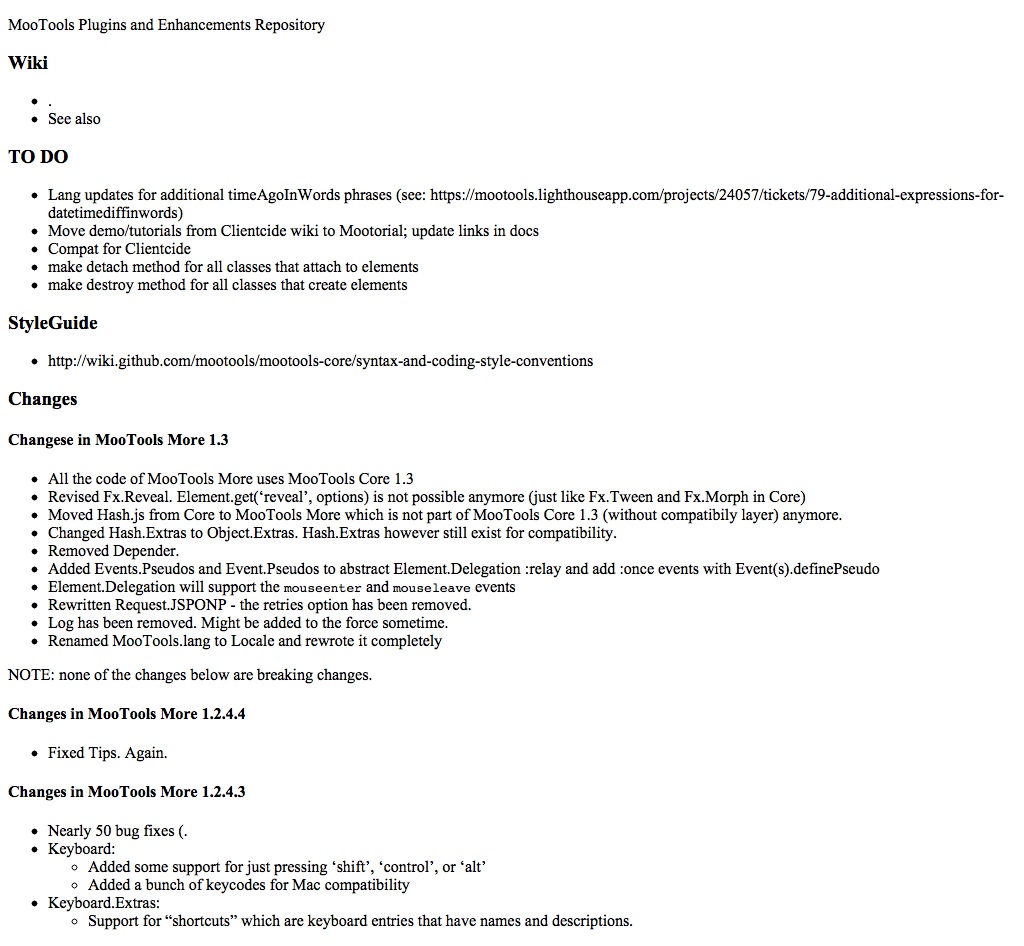 MooTools Plugins and Enhancements Repository
Wiki
• .
• See also
TO DO
• Lang updates for additional timeAgoInWords phrases (see: https://mootools.lighthouseapp.com/projects/24057/tickets/79-additional-expressions-for-
datetimediffinwords)
• Move demo/tutorials from Clientcide wiki to Mootorial; update links in docs
• Compat for Clientcide
• make detach method for all classes that attach to elements
• make destroy method for all classes that create elements
StyleGuide
• http://wiki.github.com/mootools/mootools-core/syntax-and-coding-style-conventions
Changes
Changese in MooTools More 1.3
• All the code of MooTools More uses MooTools Core 1.3
• Revised Fx.Reveal. Element.get(‘reveal’, options) is not possible anymore (just like Fx.Tween and Fx.Morph in Core)
• Moved Hash.js from Core to MooTools More which is not part of MooTools Core 1.3 (without compatibily layer) anymore.
• Changed Hash.Extras to Object.Extras. Hash.Extras however still exist for compatibility.
• Removed Depender.
• Added Events.Pseudos and Event.Pseudos to abstract Element.Delegation :relay and add :once events with Event(s).definePseudo
• Element.Delegation will support the mouseenter and mouseleave events
• Rewritten Request.JSPONP - the retries option has been removed.
• Log has been removed. Might be added to the force sometime.
• Renamed MooTools.lang to Locale and rewrote it completely
NOTE: none of the changes below are breaking changes.
Changes in MooTools More 1.2.4.4
• Fixed Tips. Again.
Changes in MooTools More 1.2.4.3
• Nearly 50 bug fixes (.
• Keyboard:
◦ Added some support for just pressing ‘shift’, ‘control’, or ‘alt’
◦ Added a bunch of keycodes for Mac compatibility
• Keyboard.Extras:
◦ Support for “shortcuts” which are keyboard entries that have names and descriptions.